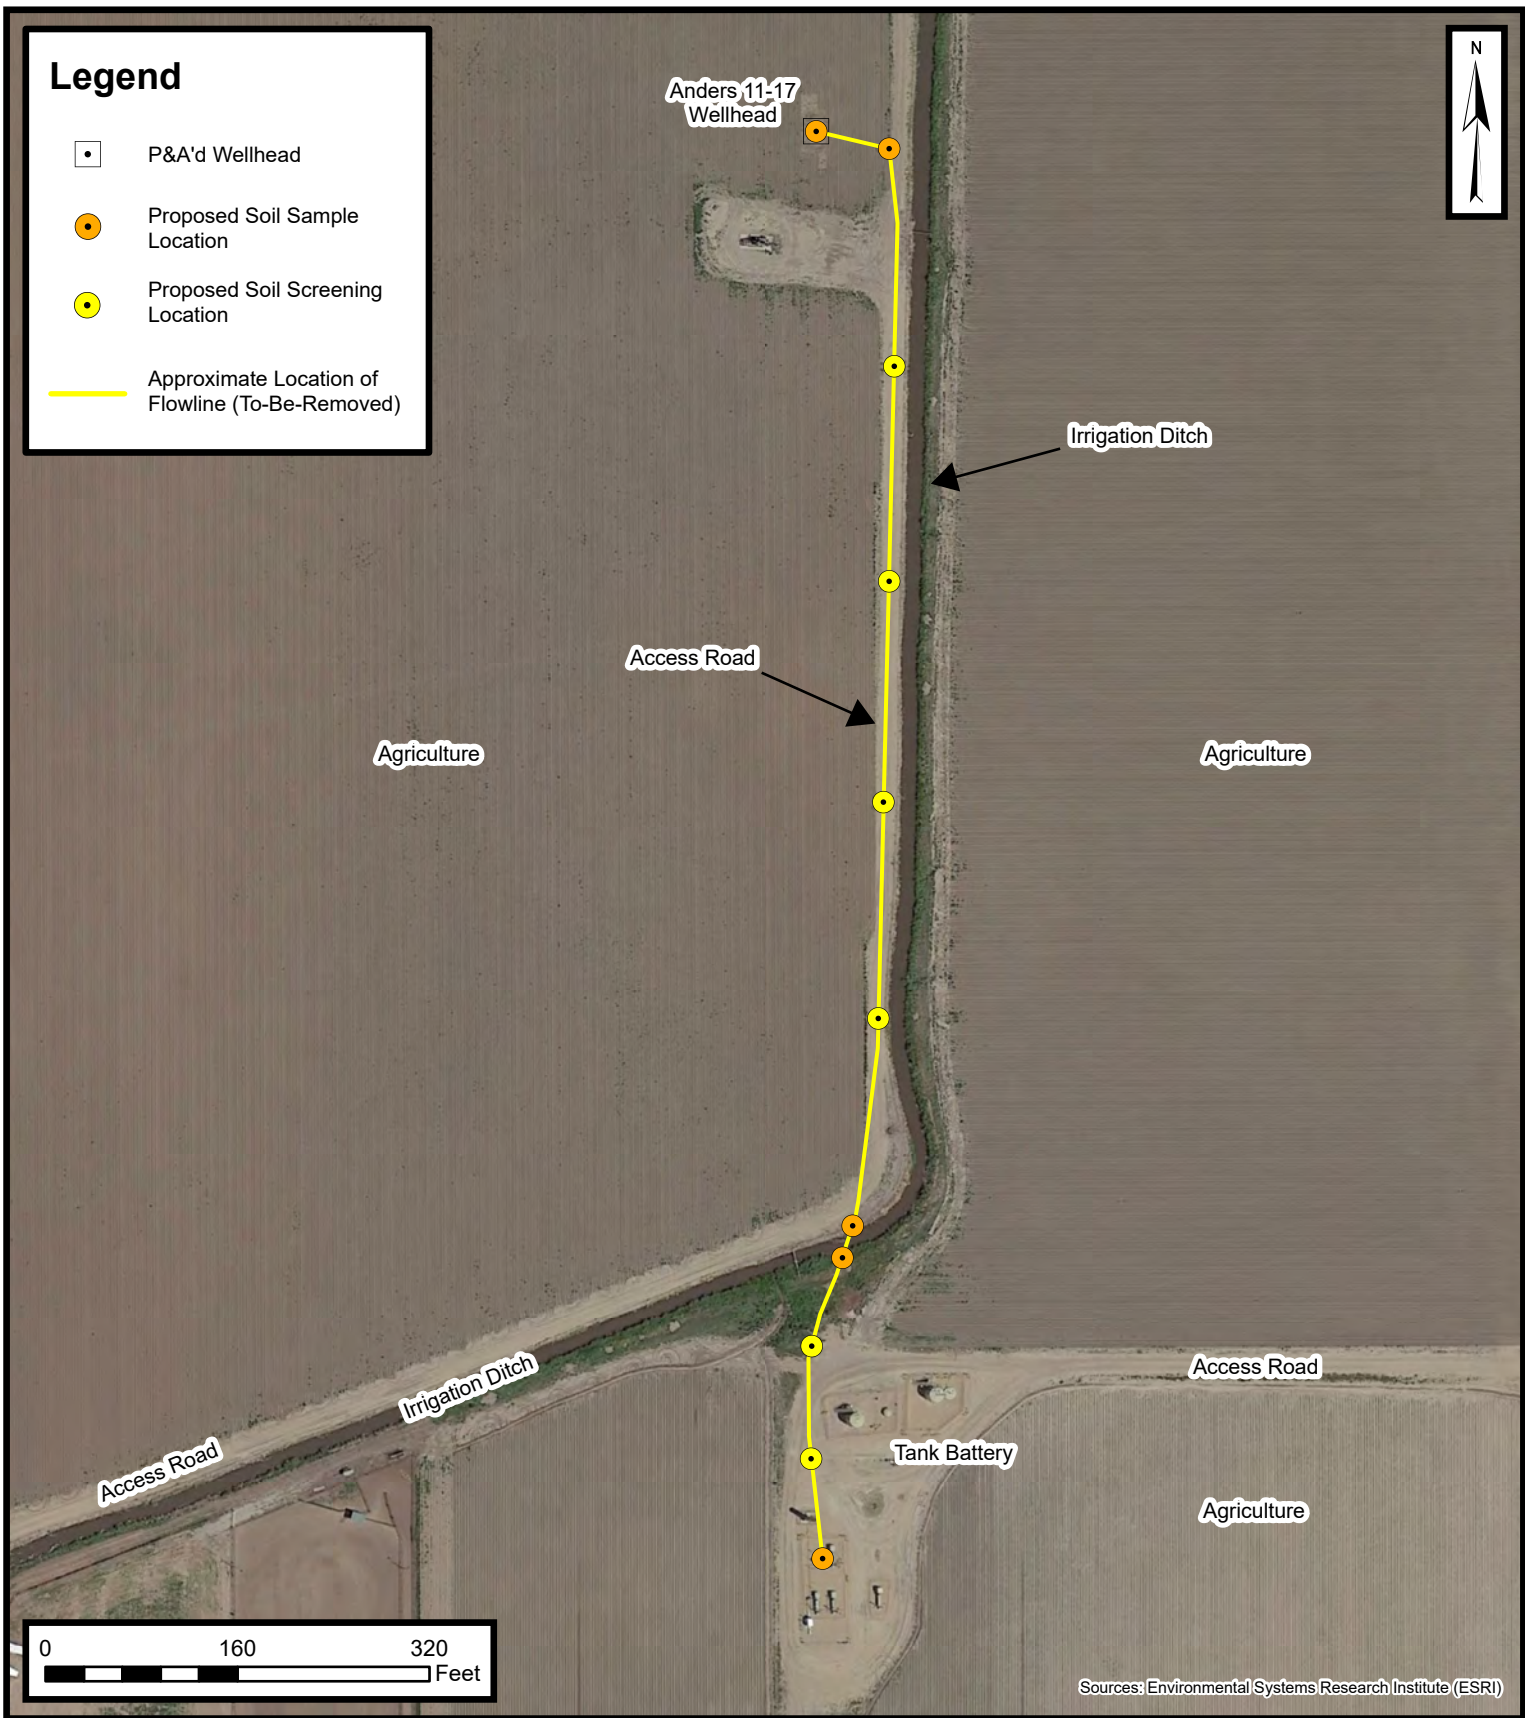 Legend
P&A'd Wellhead
Proposed Soil Sample
Location
Proposed Soil Screening
Location
Approximate Location of
Flowline (To-Be-Removed)
N
Anders 11-17
Wellhead
Irrigation Ditch
Access Road
Agriculture
Agriculture
Access Road
Irrigation Ditch
Access Road
Tank Battery
Agriculture
0 160 320
Feet
Sources: Environmental Systems Research Institute (ESRI)